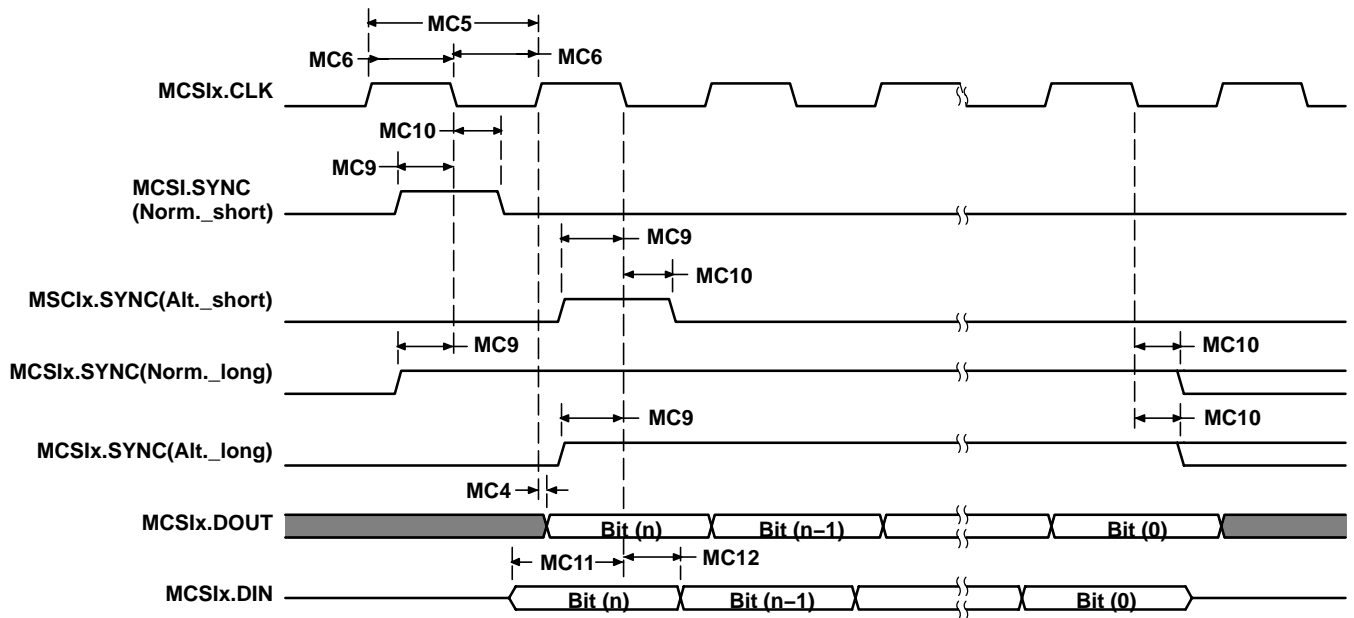 MC5
MC6
MC6
MCSIx.CLK
MC10
MC9
MCSI.SYNC
(Norm._short)
MC9
MC10
MSCIx.SYNC(Alt._short)
MC9
MC10
MCSIx.SYNC(Norm._long)
MC9
MC10
MCSIx.SYNC(Alt._long)
MC4
MCSIx.DOUT
Bit (n)
Bit (n−1)
Bit (0)
MC11
MC12
MCSIx.DIN
Bit (n)
Bit (n−1)
Bit (0)